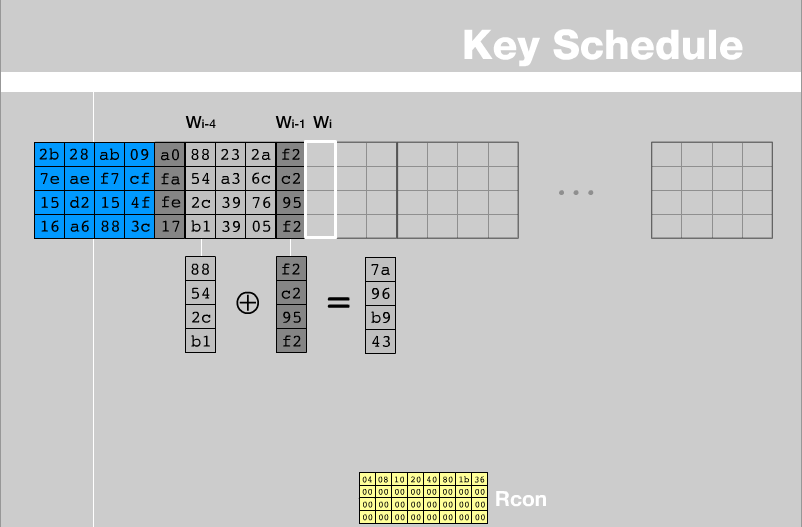 Key Schedule
Wi-4 Wi-1 Wi
2b 28 ab 09 a0 88 23 2a f2
7e ae f7 cf fa 54 a3 6c c2
15 d2 15 4f fe 2c 39 76 95
16 a6 88 3c 17 b1 39 05 f2
...
88 f2 7a
54 c2 96
⊕ =
2c 95 b9
b1 f2 43
04 08 10 20 40 80 1b 36
00 00 00 00 00 00 00 00
00 00 00 00 00 00 00 00
00 00 00 00 00 00 00 00
Rcon